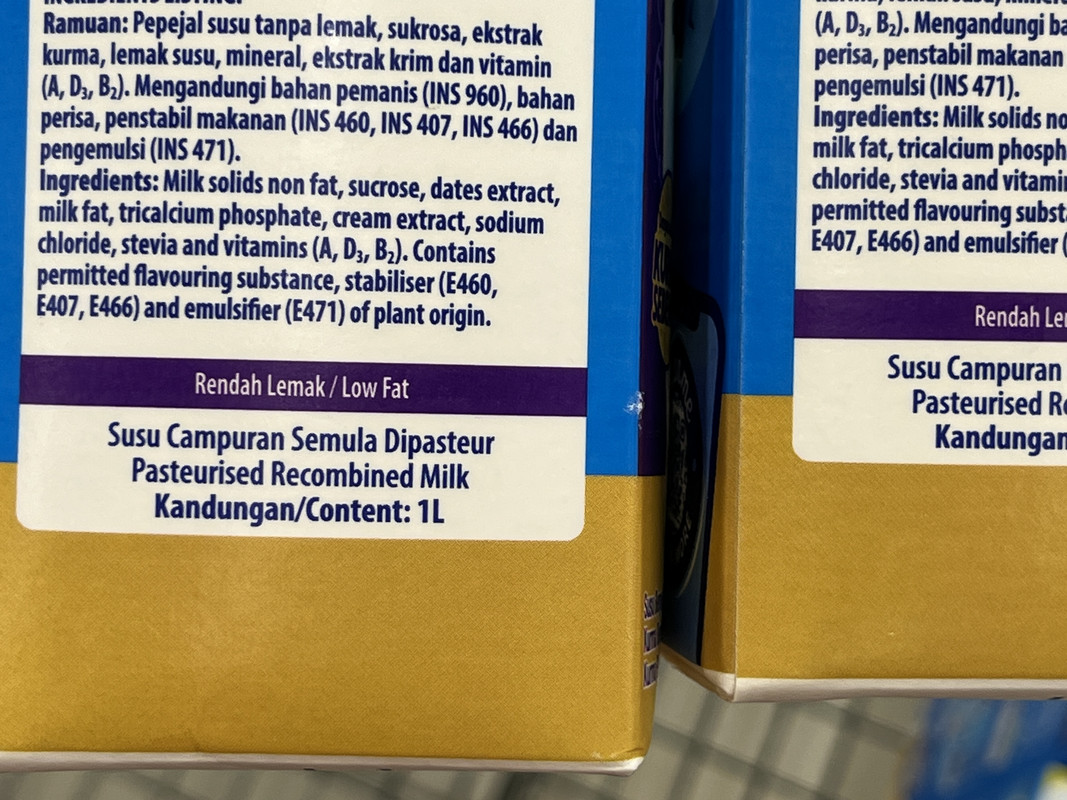 INGREDIENTS LISTING:
Ramuan: Pepejal susu tanpa lemak, sukrosa, ekstrak
kurma, lemak susu, mineral, ekstrak krim dan vitamin
(A, D₃, B₂). Mengandungi bahan pemanis (INS 960), bahan
perisa, penstabil makanan (INS 460, INS 407, INS 466) dan
pengemulsi (INS 471).
Ingredients: Milk solids non fat, sucrose, dates extract,
milk fat, tricalcium phosphate, cream extract, sodium
chloride, stevia and vitamins (A, D₃, B₂). Contains
permitted flavouring substance, stabiliser (E460,
E407, E466) and emulsifier (E471) of plant origin.
Rendah Lemak / Low Fat
Susu Campuran Semula Dipasteur
Pasteurised Recombined Milk
Kandungan/Content: 1L
(A, D₃, B₂). Mengandungi
perisa, penstabil makanan
pengemulsi (INS 471).
Ingredients: Milk solids
milk fat, tricalcium
chloride, stevia and
permitted flavouring
E407, E466) and emulsifier (
Rendah
Susu Campuran
Pasteurised
Kandungan